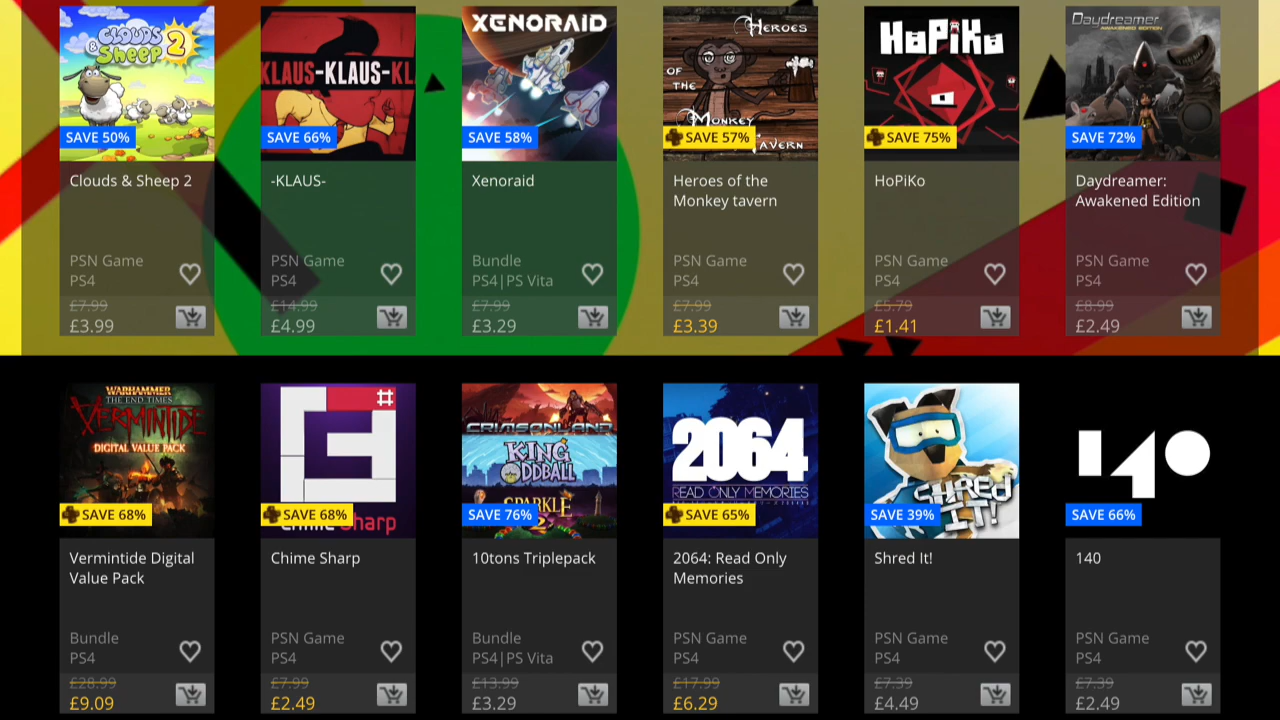 CLOUDS
& SHEEP 2
SAVE 50%
Clouds & Sheep 2
PSN Game
PS4
£7.99
£3.99
KLAUS-KLAUS-KL
SAVE 66%
-KLAUS-
PSN Game
PS4
£14.99
£4.99
XENORAID
SAVE 58%
Xenoraid
Bundle
PS4|PS Vita
£7.99
£3.29
HEROES
OF
THE
MONKEY
TAVERN
SAVE 57%
Heroes of the
Monkey tavern
PSN Game
PS4
£7.99
£3.39
HoPiKo
SAVE 75%
HoPiKo
PSN Game
PS4
£5.79
£1.41
Daydreamer
AWAKENED EDITION
SAVE 72%
Daydreamer:
Awakened Edition
PSN Game
PS4
£8.99
£2.49
WARHAMMER
THE END TIMES
VERMINTIDE
DIGITAL VALUE PACK
SAVE 68%
Vermintide Digital
Value Pack
Bundle
PS4
£28.99
£9.09
Chime Sharp
SAVE 68%
Chime Sharp
PSN Game
PS4
£7.99
£2.49
CRIMSONLAND
KING
ODDBALL
SPARKLE
2
SAVE 76%
10tons Triplepack
Bundle
PS4|PS Vita
£13.99
£3.29
2064
READ ONLY MEMORIES
SAVE 65%
2064: Read Only
Memories
PSN Game
PS4
£17.99
£6.29
SHRED
IT!
SAVE 39%
Shred It!
PSN Game
PS4
£7.39
£4.49
140
SAVE 66%
140
PSN Game
PS4
£7.39
£2.49